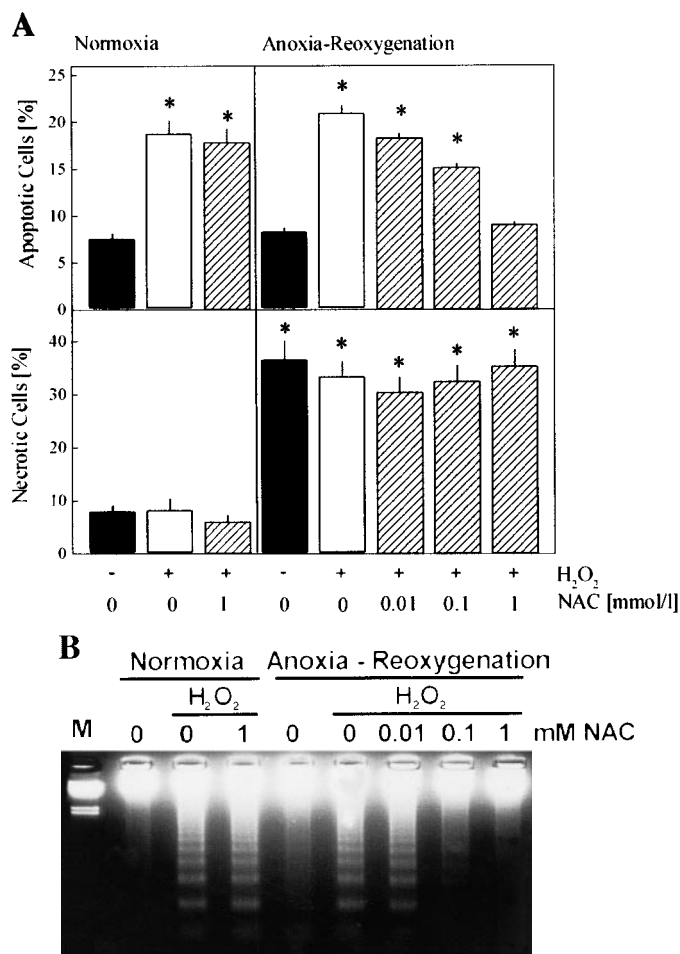 A
Normoxia Anoxia-Reoxygenation
Apoptotic Cells [%]
25
20
15
10
5
0
* * * * *
Necrotic Cells [%]
40
30
20
10
0
* * * * *
- + + - + + + + H₂O₂
0 0 1 0 0 0.01 0.1 1 NAC [mmol/l]
B
Normoxia Anoxia - Reoxygenation
H₂O₂ H₂O₂
M 0 0 1 0 0 0.01 0.1 1 mM NAC